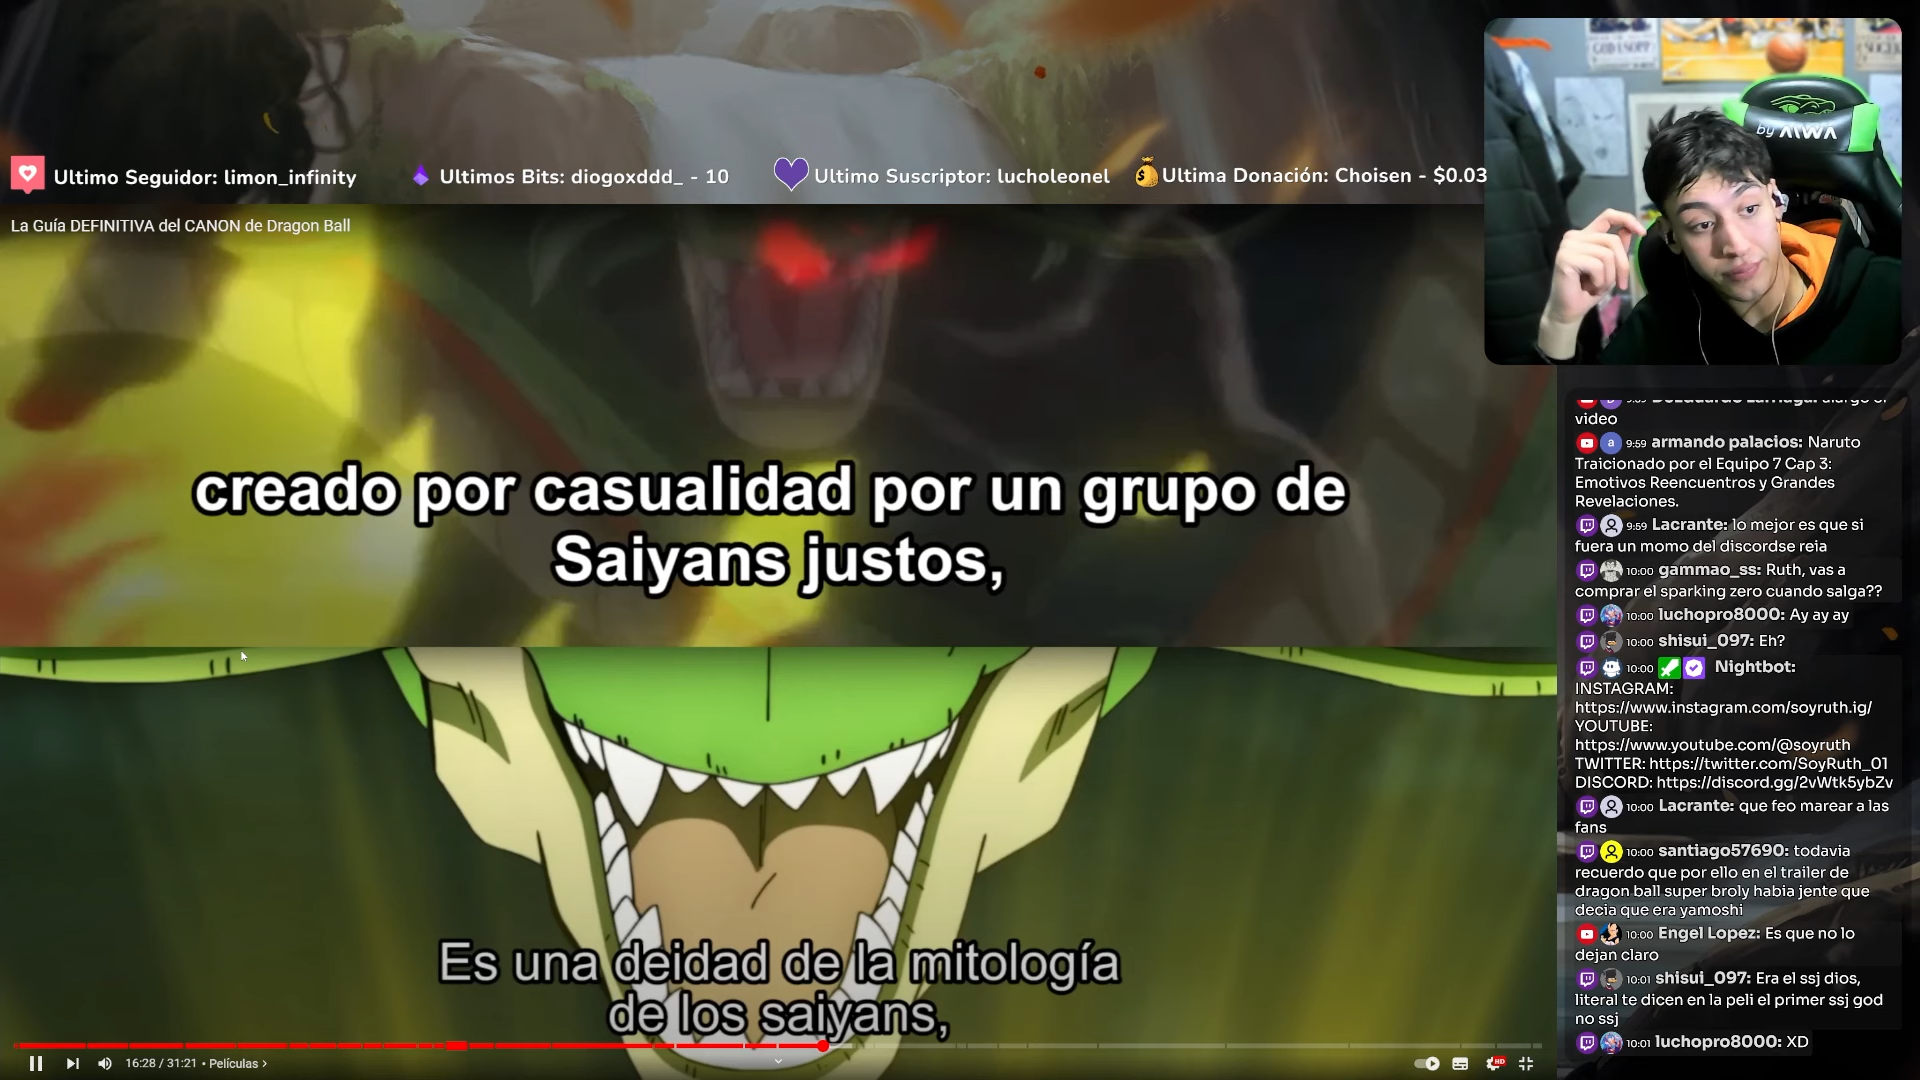 Ultimo Seguidor: limon_infinity
Ultimos Bits: diogoxddd_ - 10
Ultimo Suscriptor: lucholeonel
Ultima Donación: Choisen - $0.03
La Guía DEFINITIVA del CANON de Dragon Ball
creado por casualidad por un grupo de
Saiyans justos,
Es una deidad de la mitología
de los saiyans,
16:28 / 31:21 • Películas ›
HD
by AIWA
video
9:59 armando palacios: Naruto
Traicionado por el Equipo 7 Cap 3:
Emotivos Reencuentros y Grandes
Revelaciones.
9:59 Lacrante: lo mejor es que si
fuera un momo del discordse reia
10:00 gammao_ss: Ruth, vas a
comprar el sparking zero cuando salga??
10:00 luchopro8000: Ay ay ay
10:00 shisui_097: Eh?
10:00 Nightbot:
INSTAGRAM:
https://www.instagram.com/soyruth.ig/
YOUTUBE:
https://www.youtube.com/@soyruth
TWITTER: https://twitter.com/SoyRuth_01
DISCORD: https://discord.gg/2vWtk5ybZv
10:00 Lacrante: que feo marear a las
fans
10:00 santiago57690: todavia
recuerdo que por ello en el trailer de
dragon ball super broly habia jente que
decia que era yamoshi
10:00 Engel Lopez: Es que no lo
dejan claro
10:01 shisui_097: Era el ssj dios,
literal te dicen en la peli el primer ssj god
no ssj
10:01 luchopro8000: XD